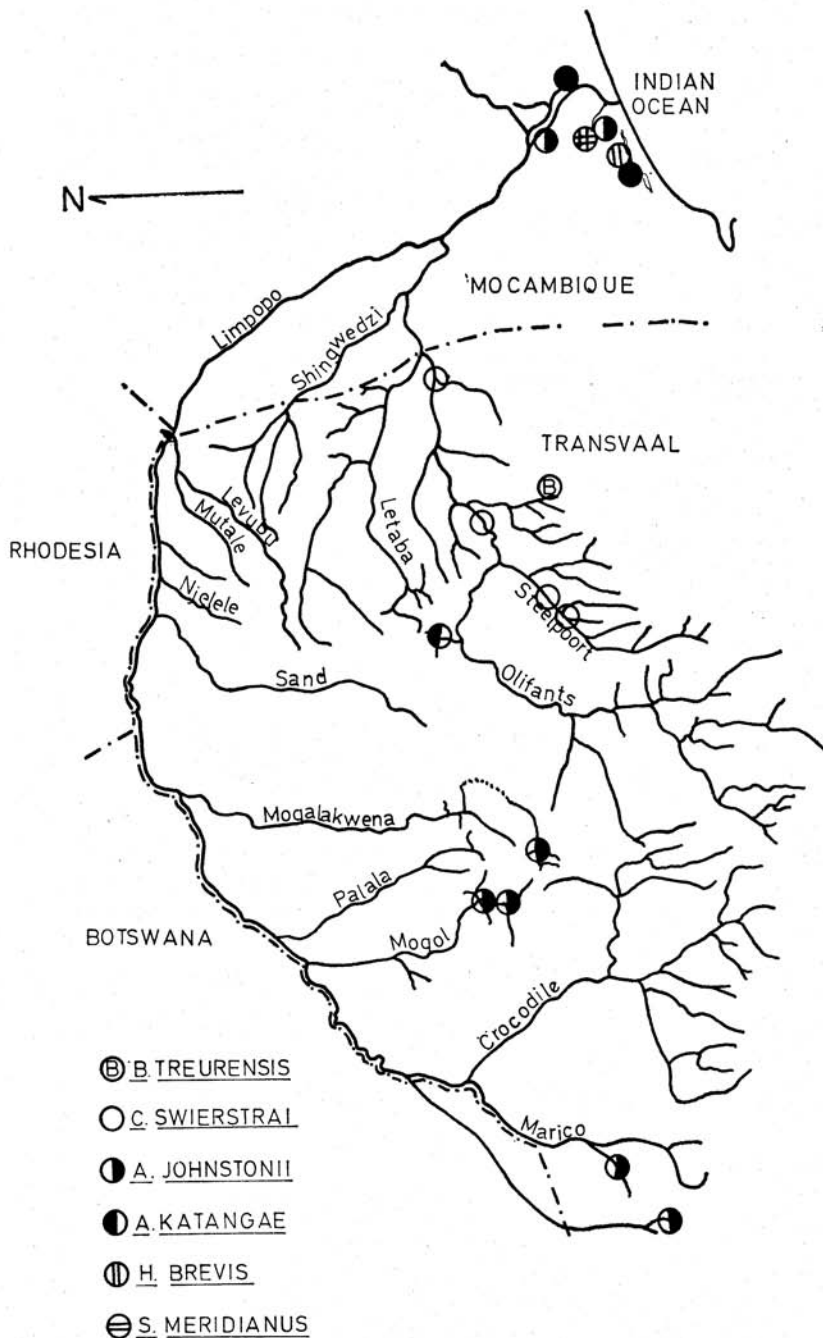 INDIAN
OCEAN
N
MOCAMBIQUE
Limpopo
Shingwedzi
TRANSVAAL
B
Levubu
Mutale
Letaba
RHODESIA
Njelele
Steelpoort
Sand
Olifants
Mogalakwena
Palala
BOTSWANA
Mogol
Crocodile
Marico
B B. TREURENSIS
C. SWIERSTRAI
A. JOHNSTONII
A. KATANGAE
H. BREVIS
S. MERIDIANUS